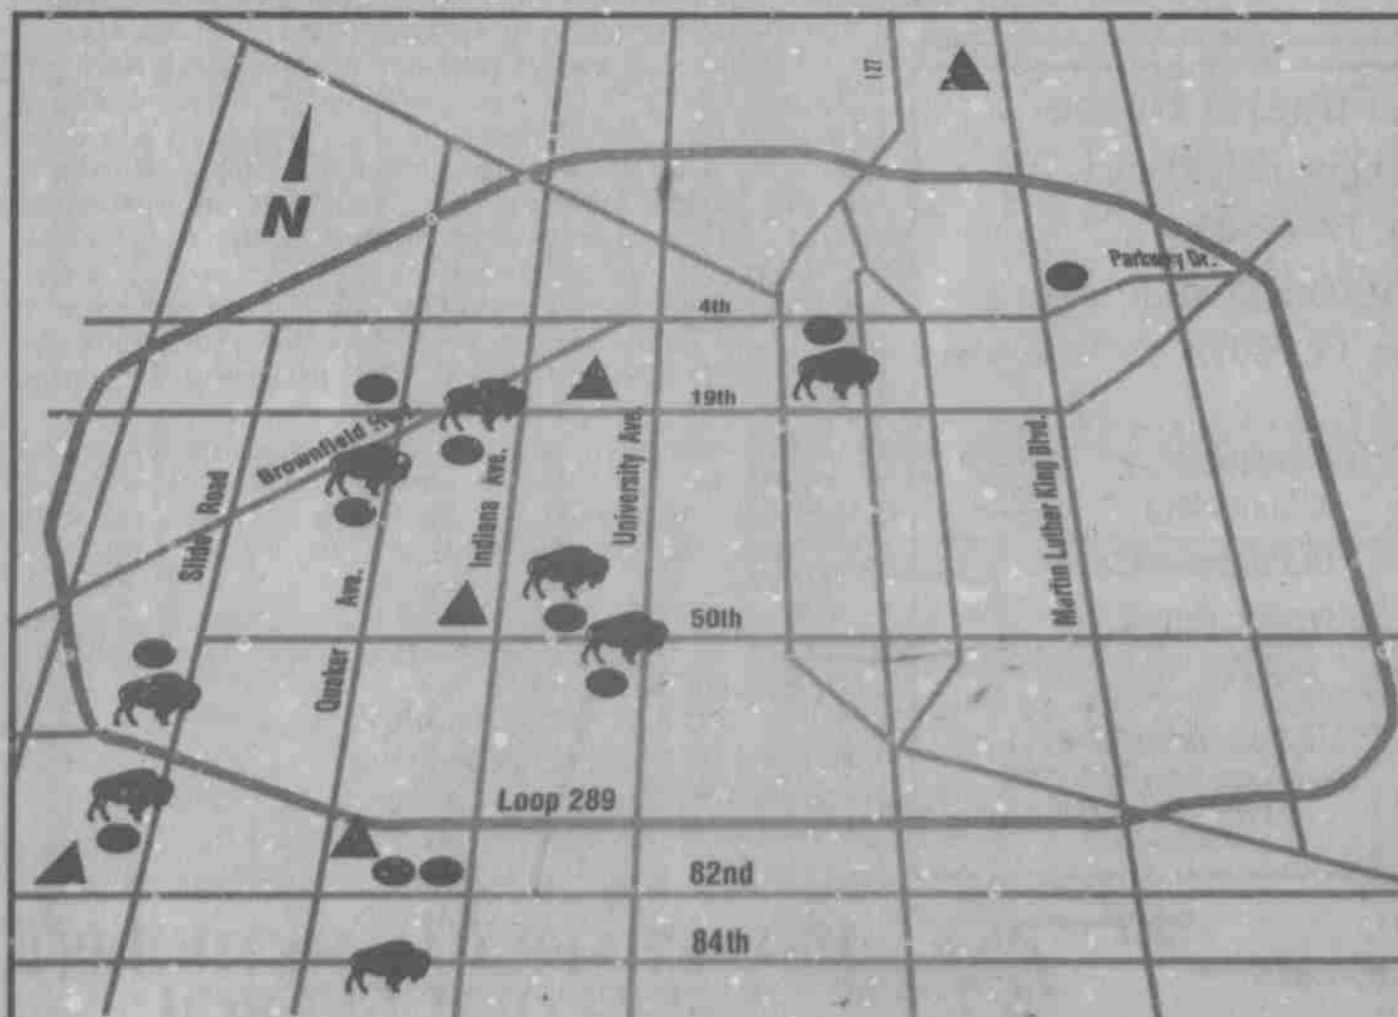 I 27
N
Parkway Dr.
4th
19th
Brownfield Hwy.
Slide Road
Indiana Ave.
University Ave.
Martin Luther King Blvd.
Quaker Ave.
50th
Loop 289
82nd
84th